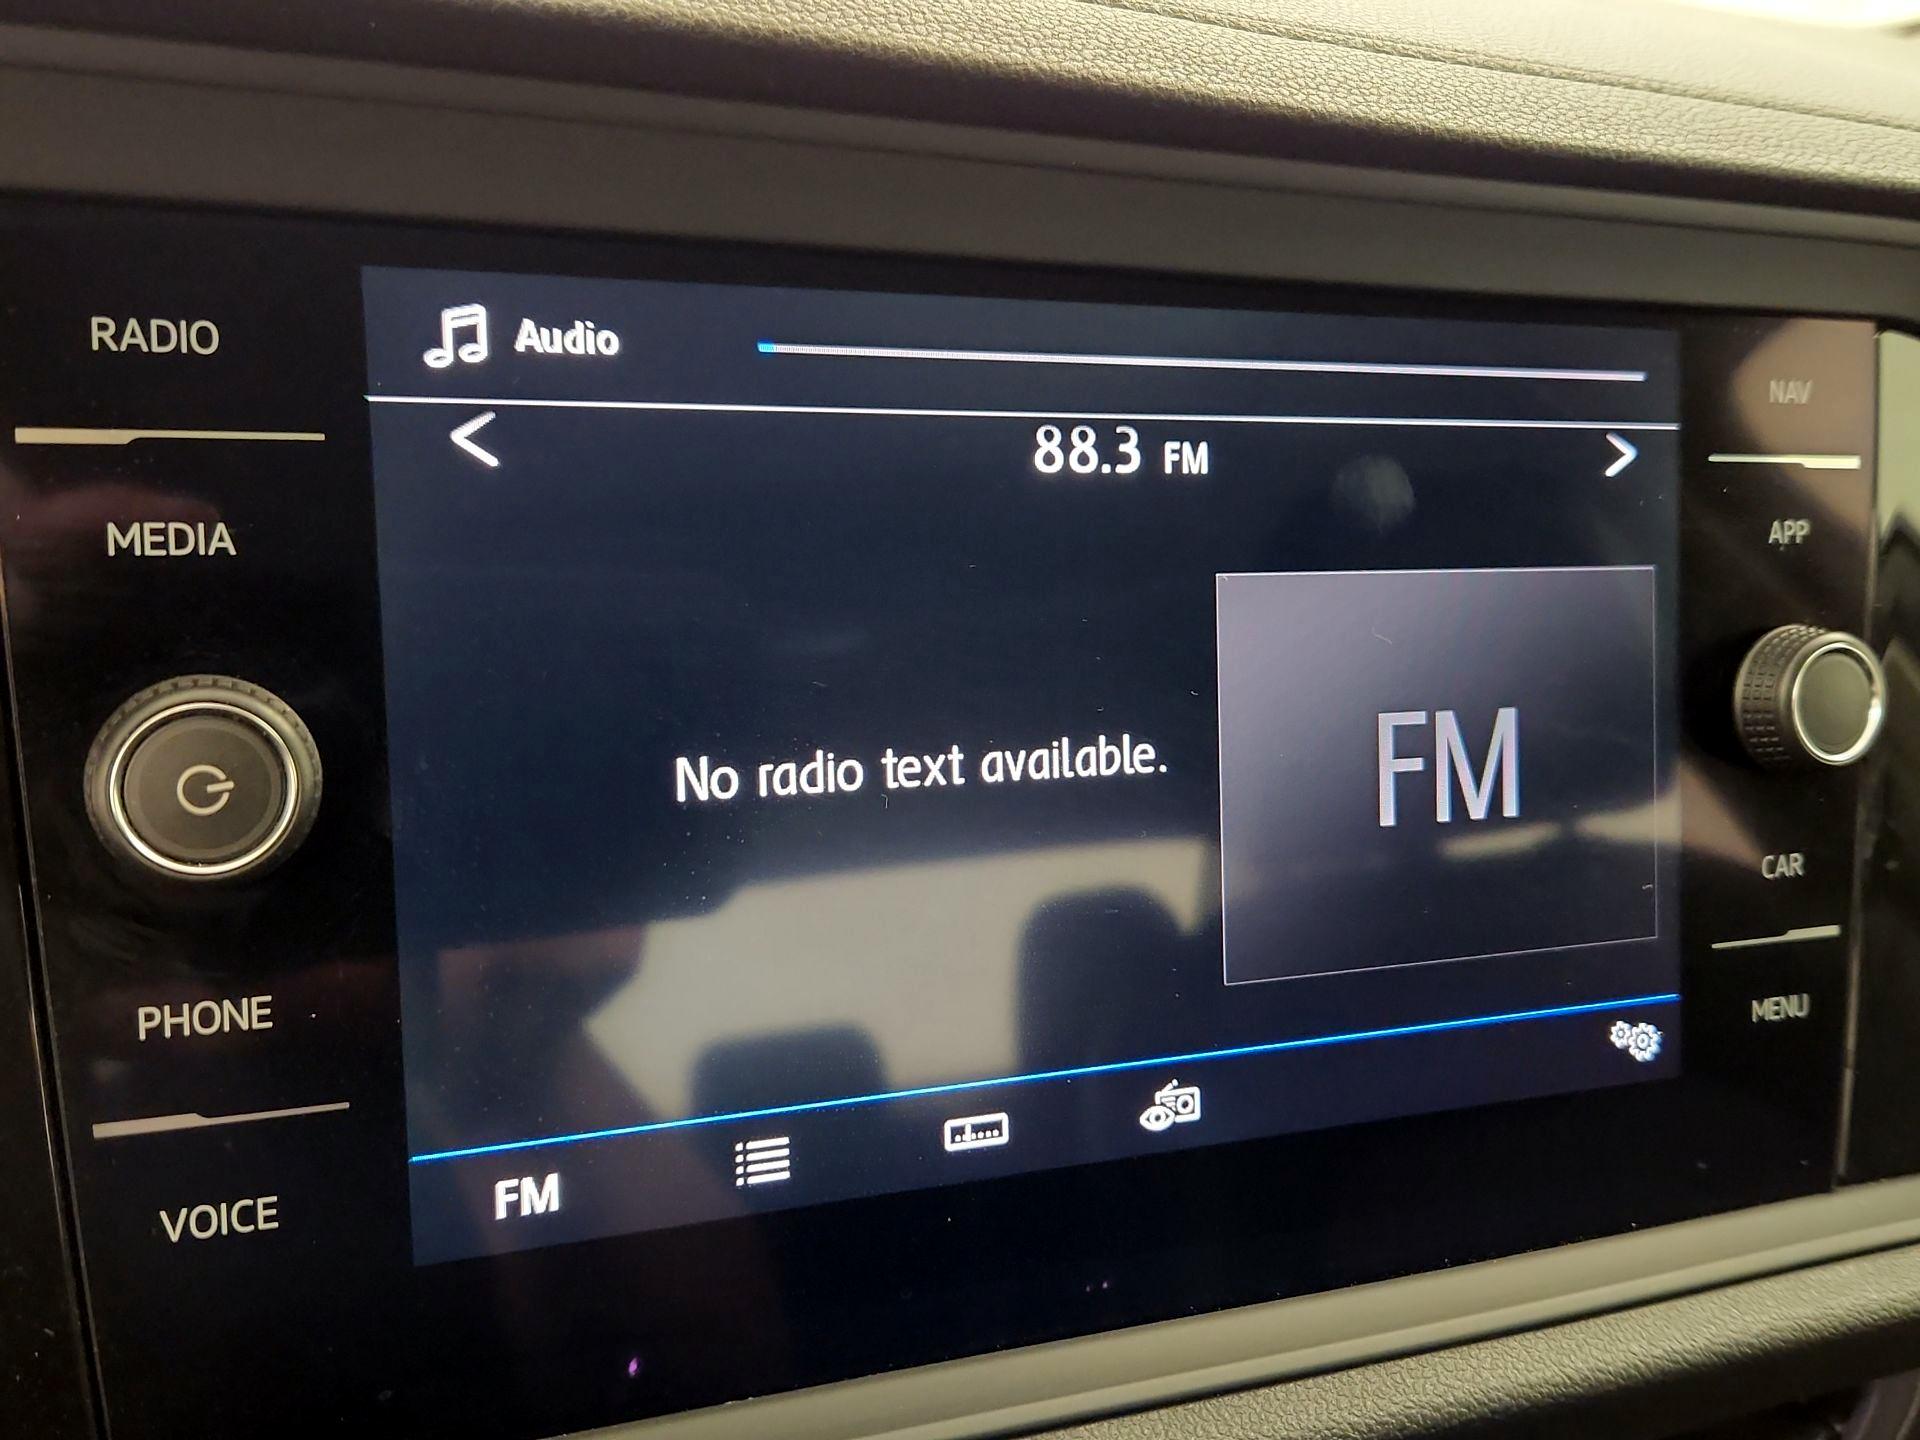 RADIO
MEDIA
PHONE
VOICE
Audio
88.3 FM
No radio text available.
FM
FM
NAV
APP
CAR
MENU